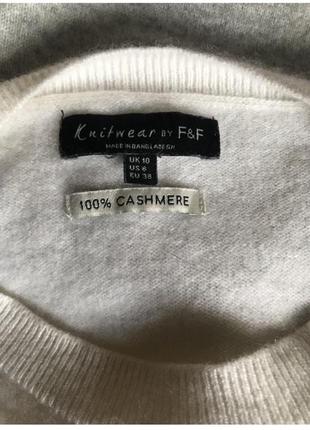 Knitwear BY F&F
MADE IN BANGLADESH
UK 10
US 6
EU 38
100% CASHMERE